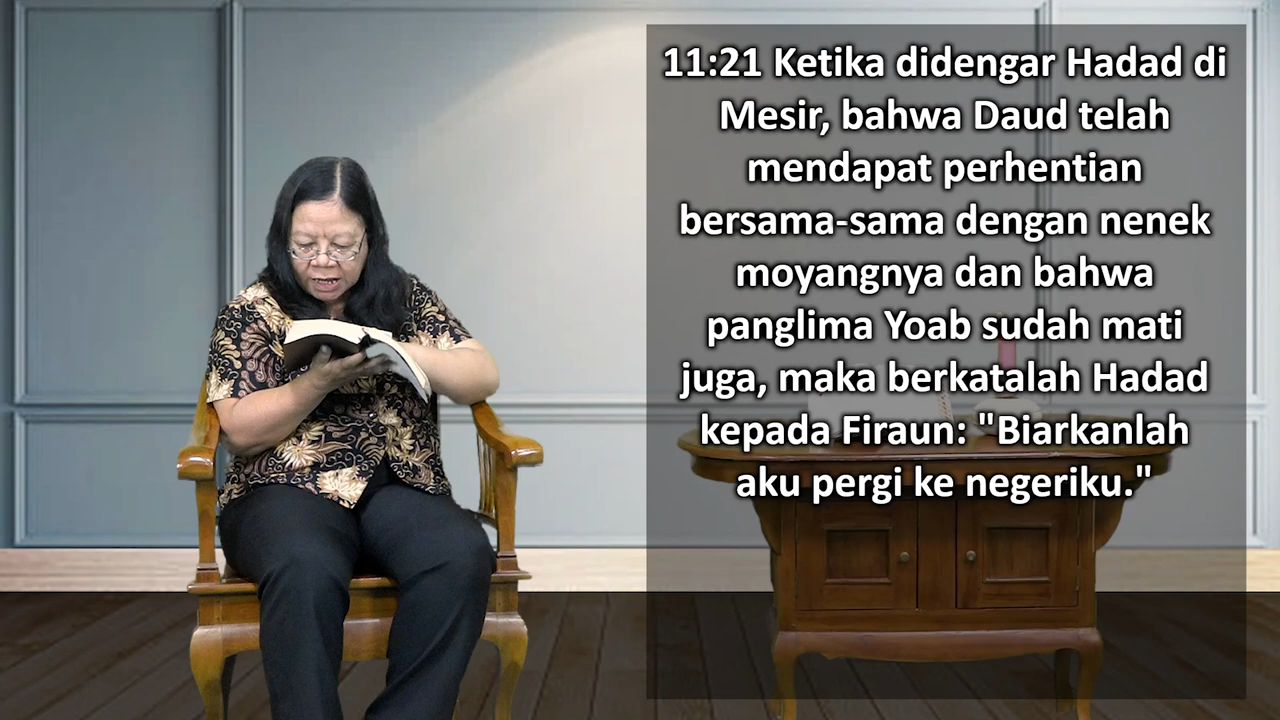 11:21 Ketika didengar Hadad di
Mesir, bahwa Daud telah
mendapat perhentian
bersama-sama dengan nenek
moyangnya dan bahwa
panglima Yoab sudah mati
juga, maka berkatalah Hadad
kepada Firaun: "Biarkanlah
aku pergi ke negeriku."